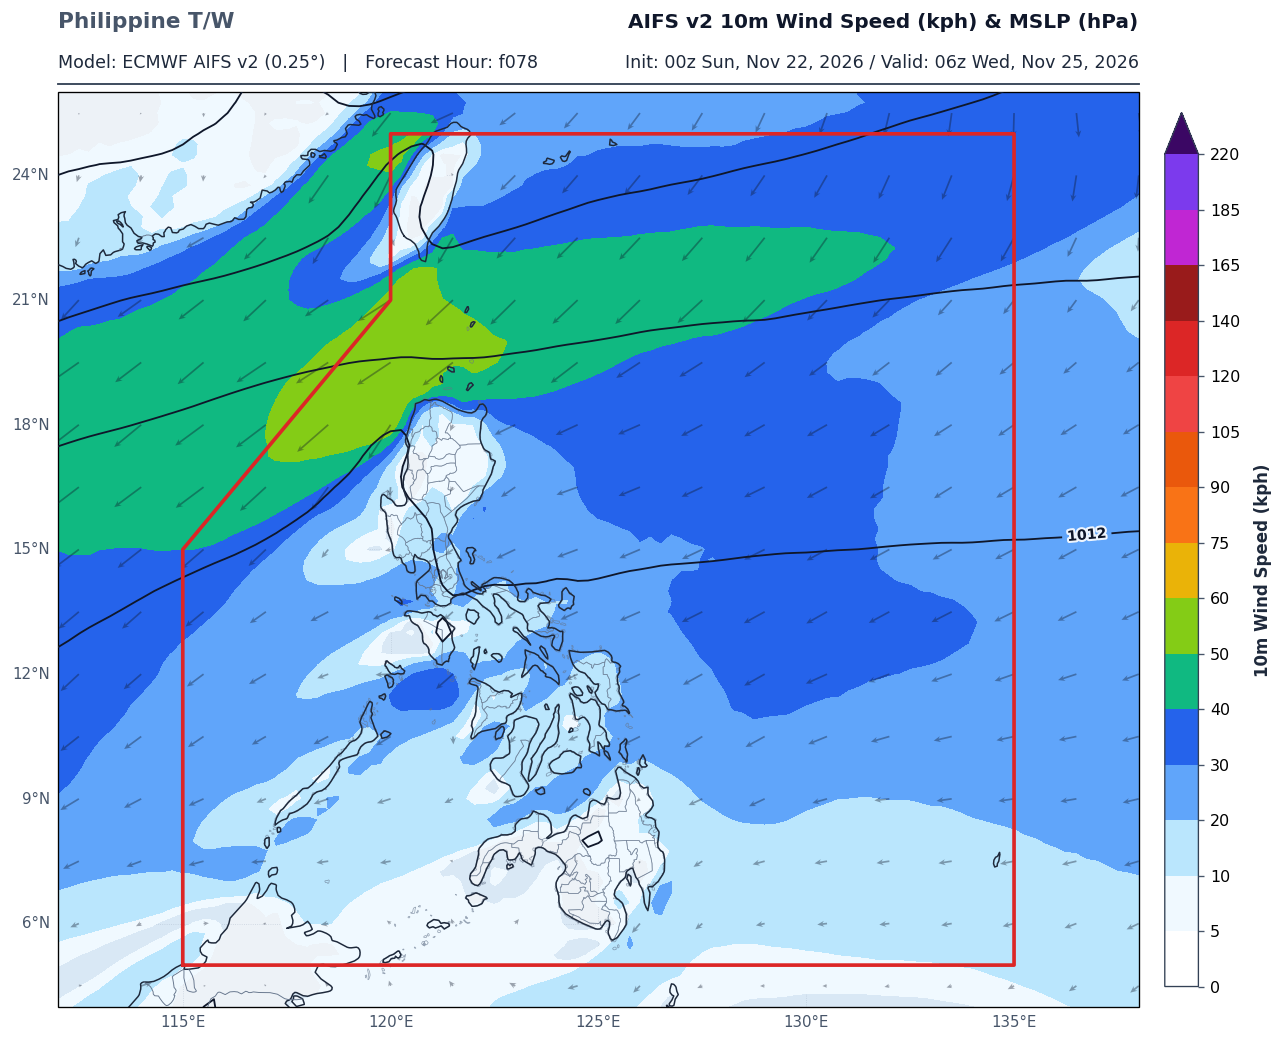 Philippine T/W
AIFS v2 10m Wind Speed (kph) & MSLP (hPa)
Model: ECMWF AIFS v2 (0.25°) | Forecast Hour: f078
Init: 00z Sun, Nov 22, 2026 / Valid: 06z Wed, Nov 25, 2026
24°N
21°N
18°N
15°N
12°N
9°N
6°N
1012
115°E
120°E
125°E
130°E
135°E
220
185
165
140
120
105
90
75
60
50
40
30
20
10
5
0
10m Wind Speed (kph)